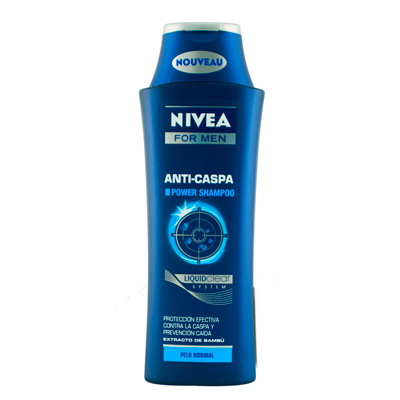 NOUVEAU
NIVEA
FOR MEN
ANTI-CASPA
POWER SHAMPOO
LIQUIDclear
SYSTEM
PROTECCIÓN EFECTIVA
CONTRA LA CASPA Y
PREVENCIÓN CAÍDA
EXTRACTO DE BAMBÚ
PELO NORMAL